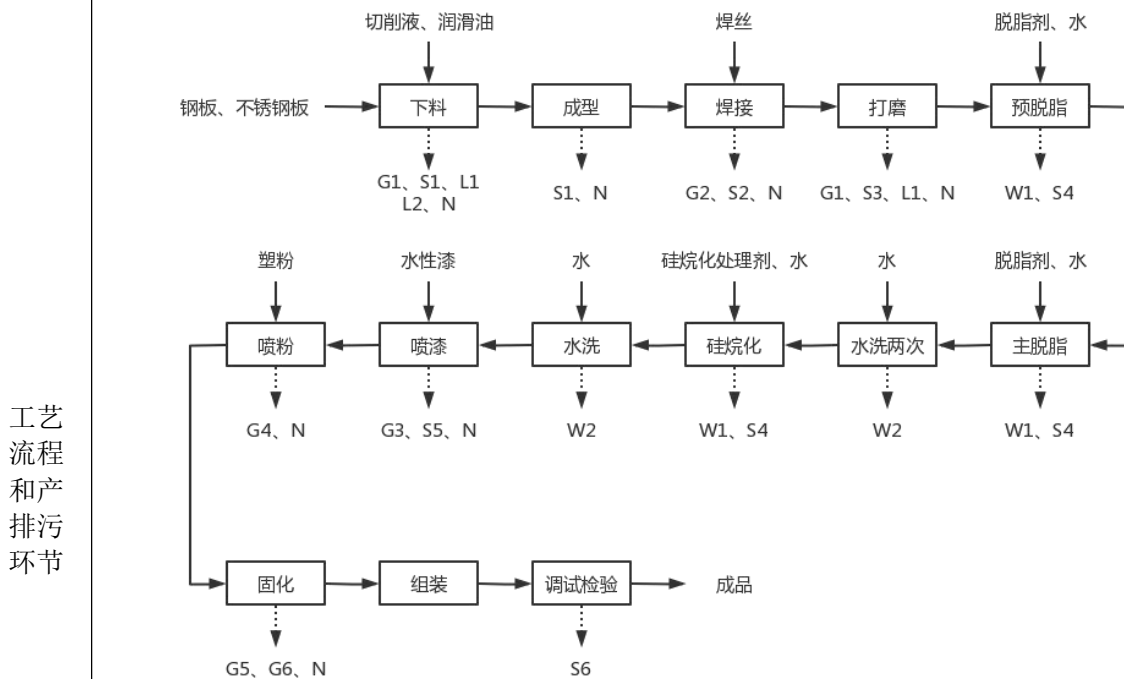 切削液、润滑油
焊丝
脱脂剂、水
钢板、不锈钢板
下料
成型
焊接
打磨
预脱脂
G1、S1、L1
L2、N
S1、N
G2、S2、N
G1、S3、L1、N
W1、S4
塑粉
水性漆
水
硅烷化处理剂、水
水
脱脂剂、水
喷粉
喷漆
水洗
硅烷化
水洗两次
主脱脂
G4、N
G3、S5、N
W2
W1、S4
W2
W1、S4
工艺
流程
和产
排污
环节
固化
组装
调试检验
成品
G5、G6、N
S6